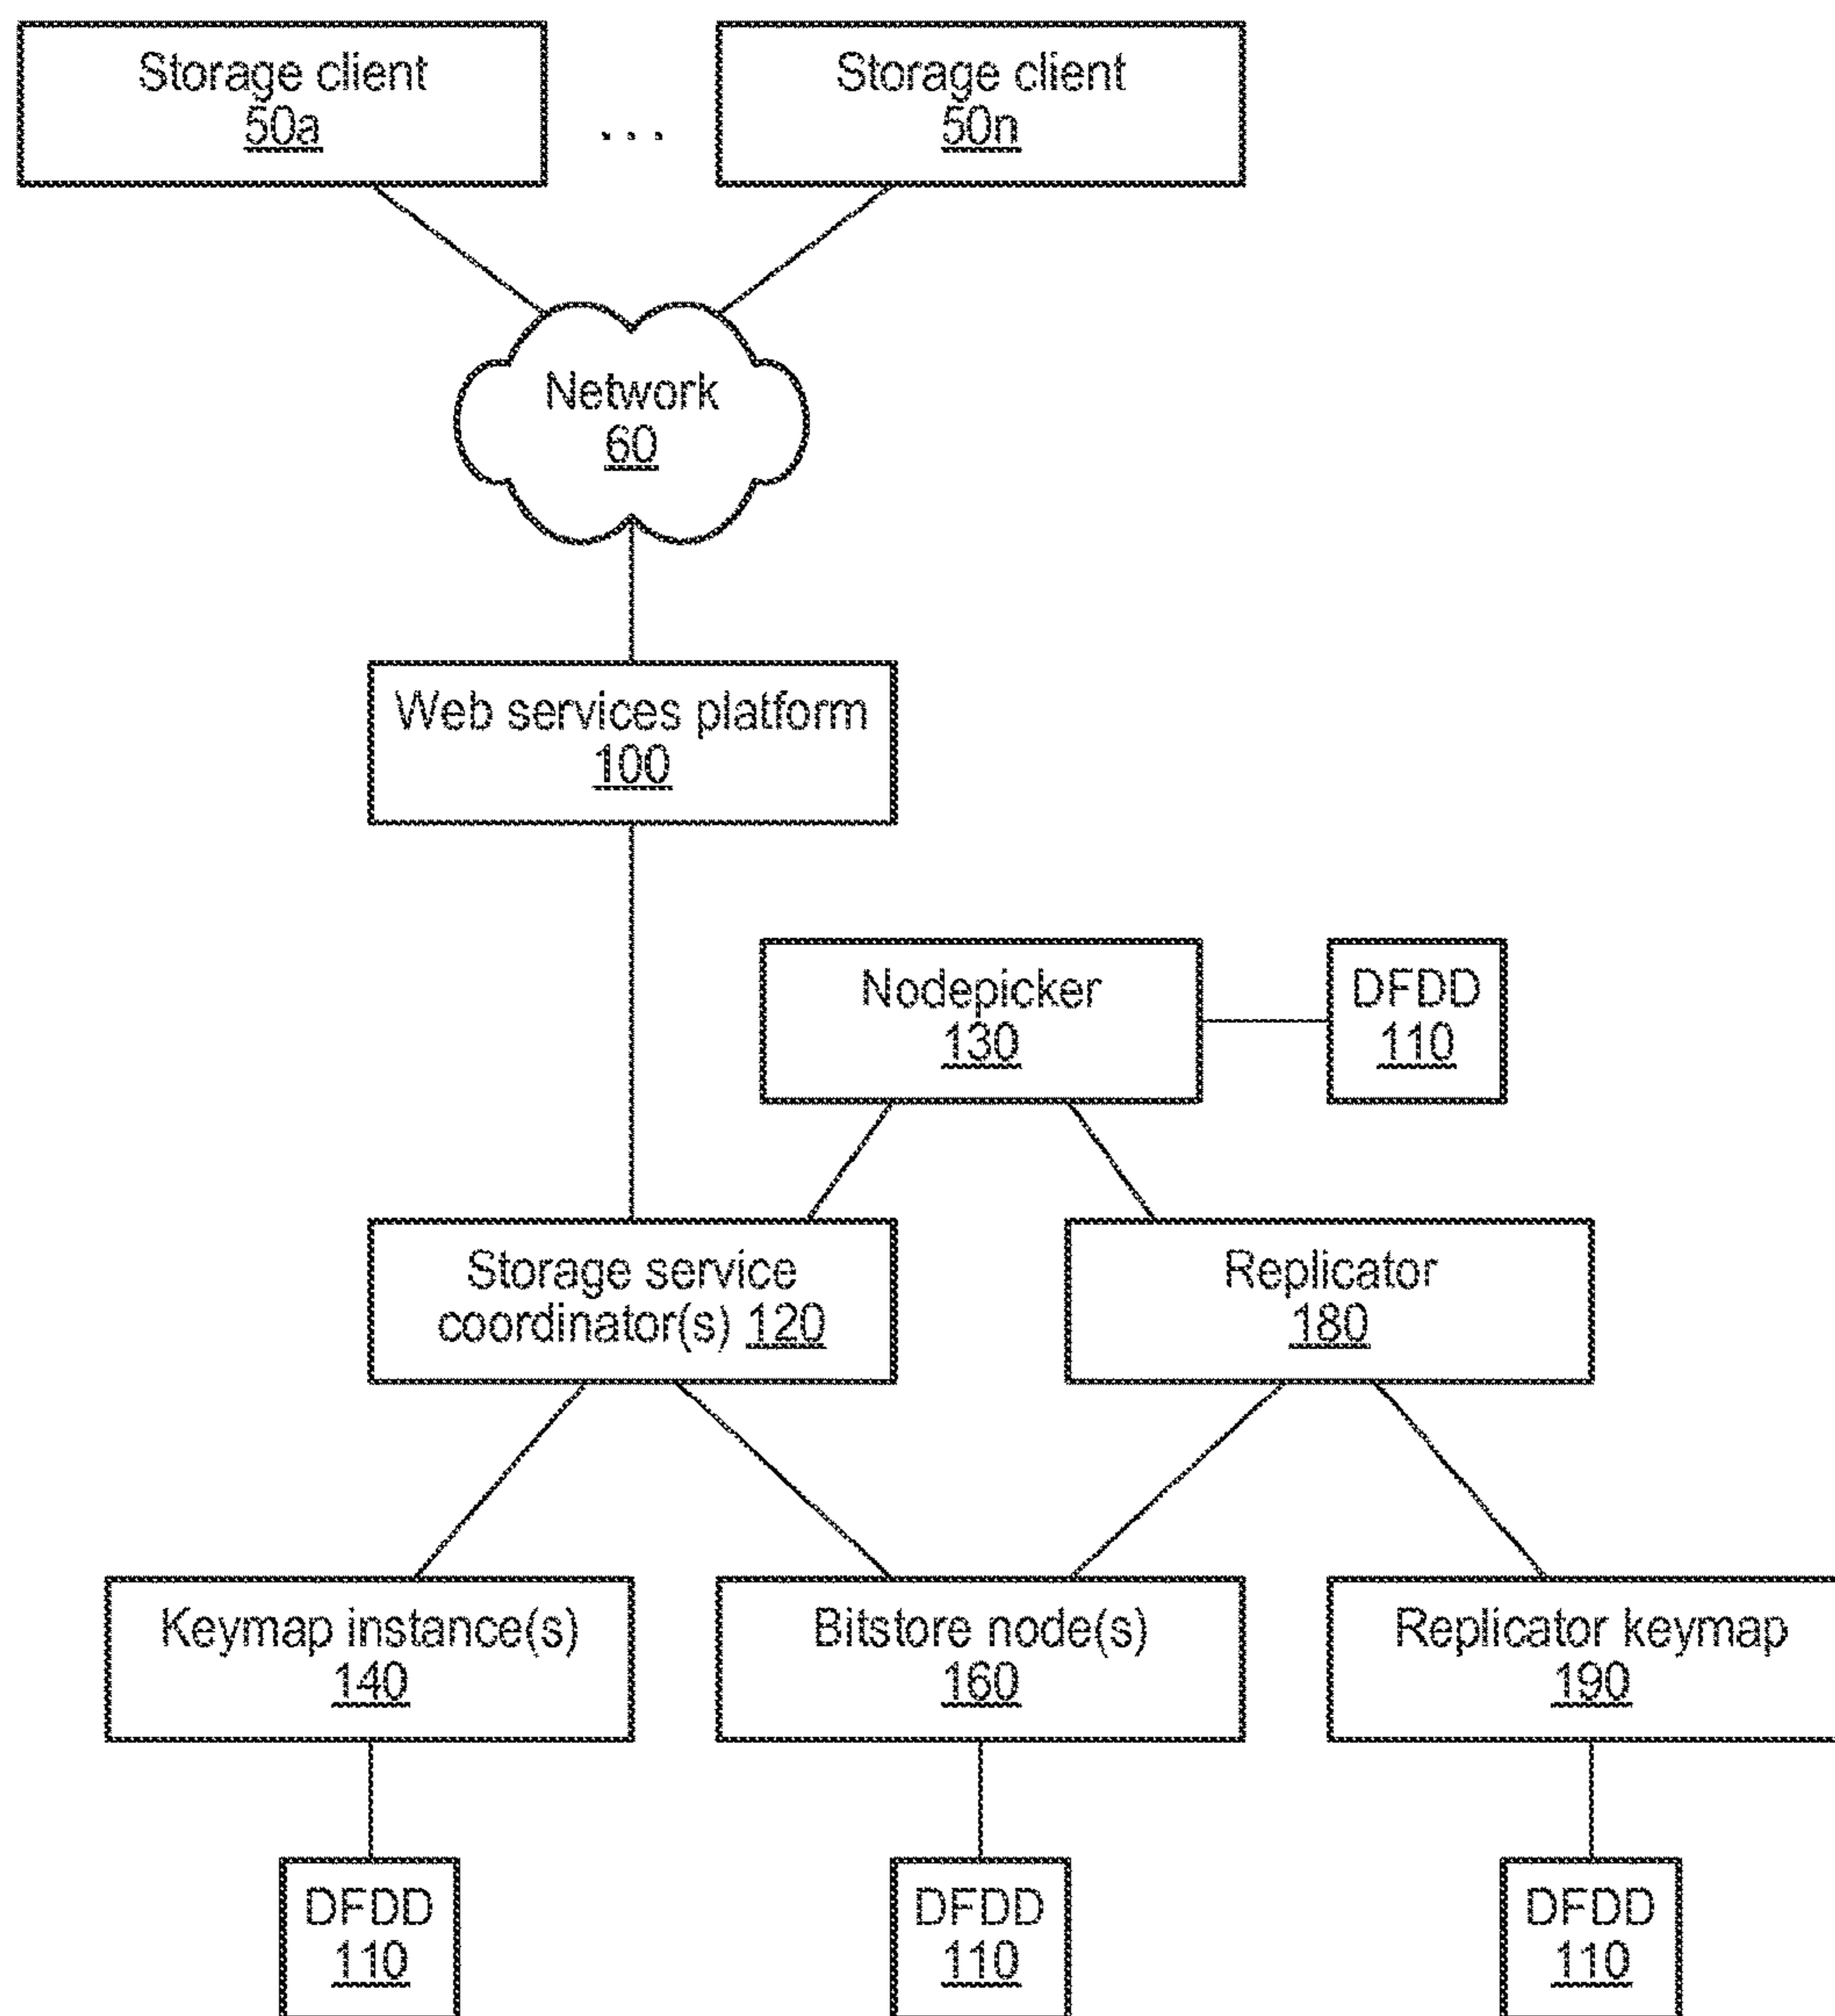 Storage client
50a
...
Storage client
50n
Network
60
Web services platform
100
Nodepicker
130
DFDD
110
Storage service
coordinator(s) 120
Replicator
180
Keymap instance(s)
140
Bitstore node(s)
160
Replicator keymap
190
DFDD
110
DFDD
110
DFDD
110